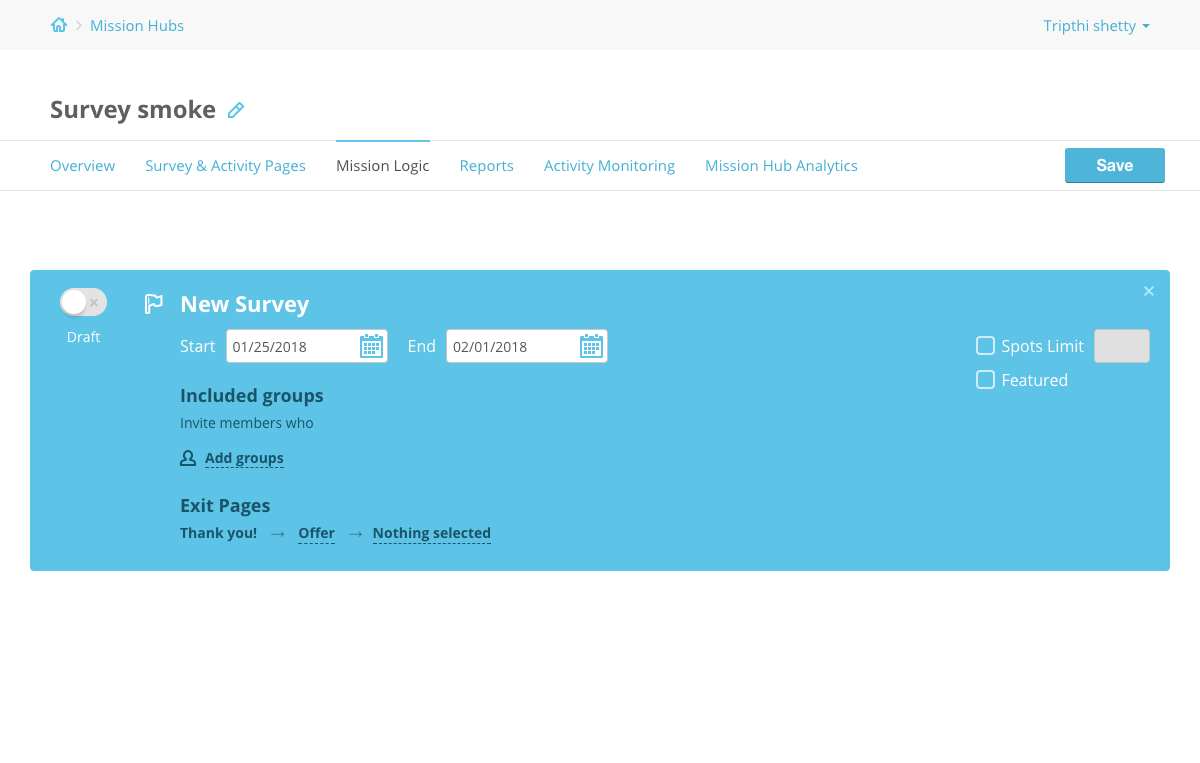 Mission Hubs
Tripthi shetty
Survey smoke
Overview Survey & Activity Pages Mission Logic Reports Activity Monitoring Mission Hub Analytics Save
New Survey
Draft
Start 01/25/2018 End 02/01/2018 Spots Limit
Featured
Included groups
Invite members who
Add groups
Exit Pages
Thank you! → Offer → Nothing selected